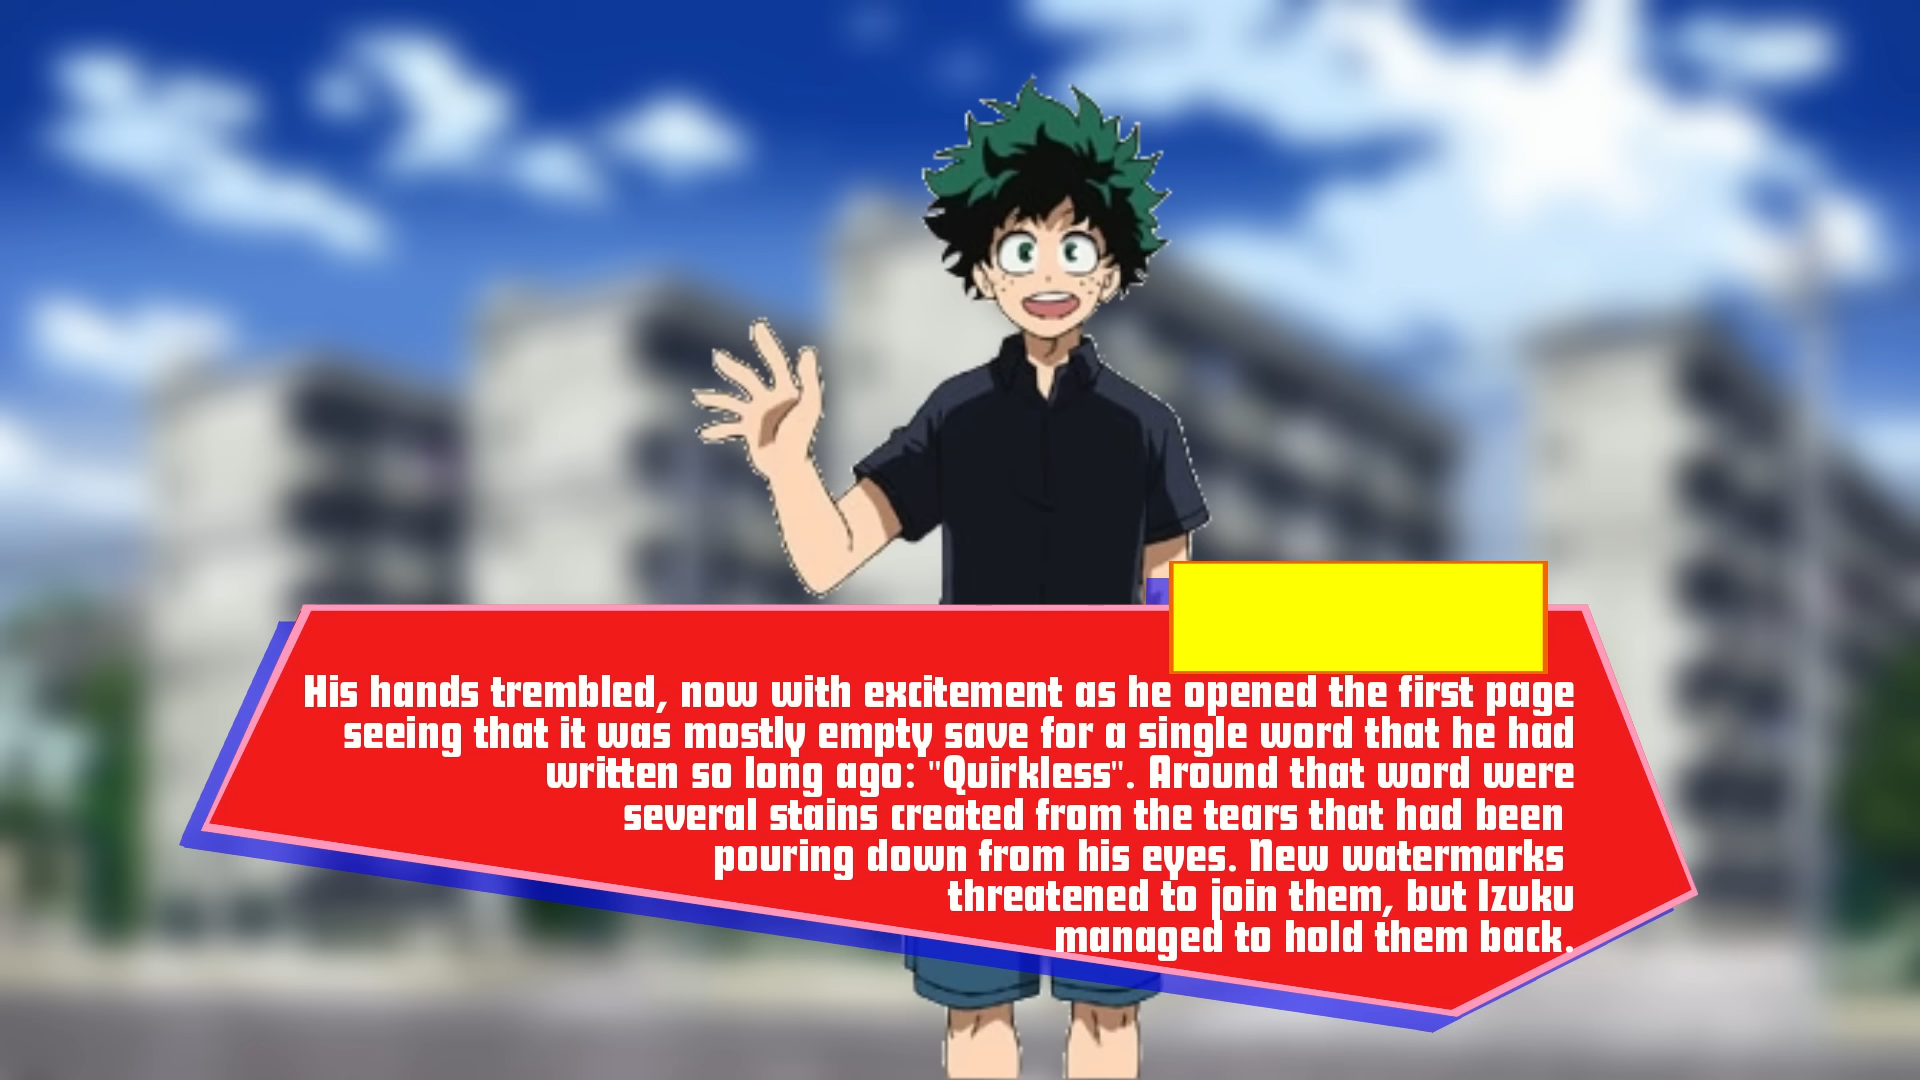 His hands trembled, now with excitement as he opened the first page
seeing that it was mostly empty save for a single word that he had
written so long ago: "Quirkless". Around that word were
several stains created from the tears that had been
pouring down from his eyes. New watermarks
threatened to join them, but Izuku
managed to hold them back.